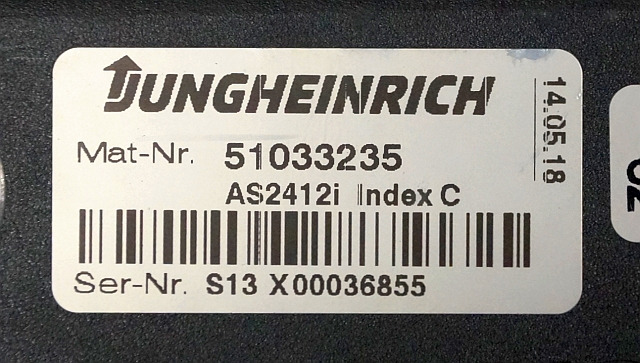 JUNGHEINRICH
14.05.18
Mat-Nr. 51033235
AS2412i Index C
Ser-Nr. S13 X00036855